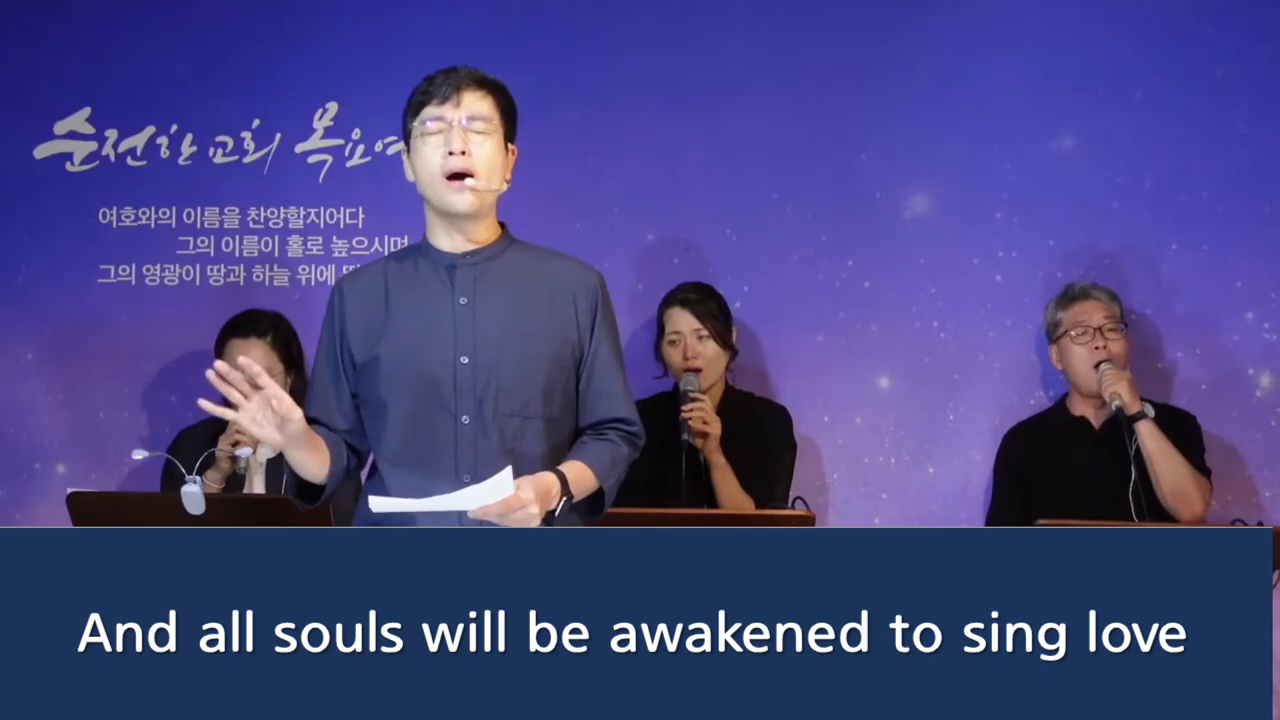 순전한 교회 목요
여호와의 이름을 찬양할지어다
그의 이름이 홀로 높으시며
그의 영광이 땅과 하늘 위에
And all souls will be awakened to sing love